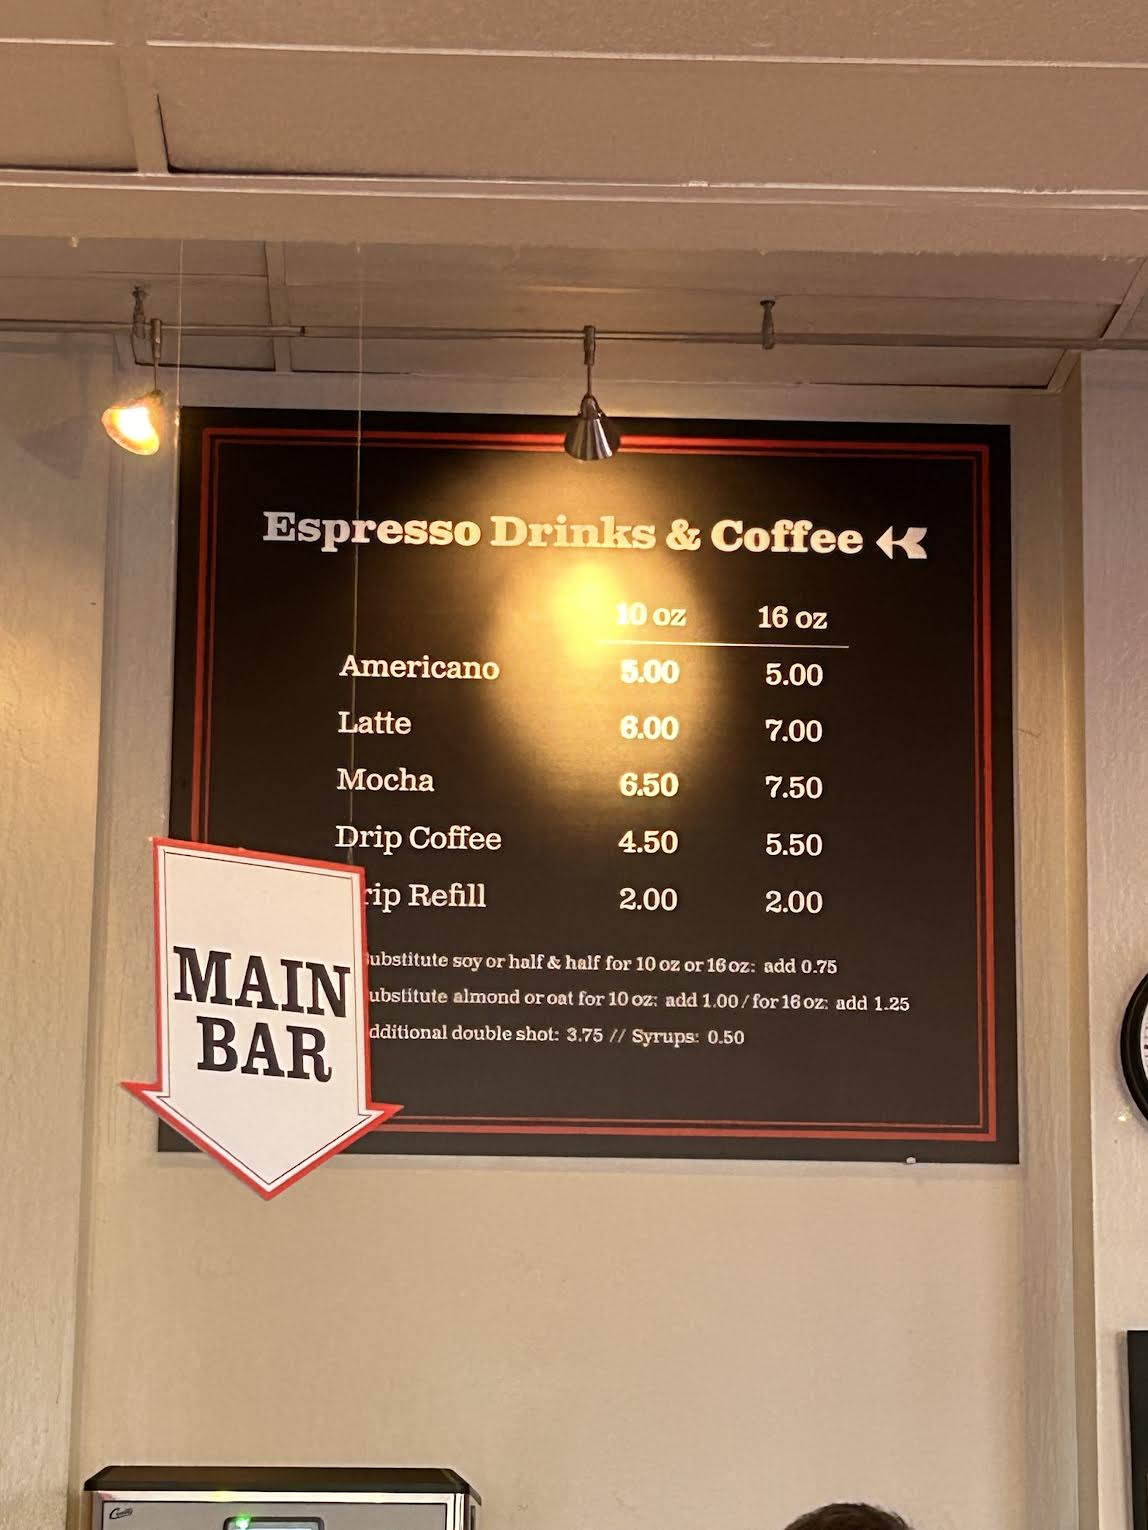 Espresso Drinks & Coffee
10 oz 16 oz
Americano 5.00 5.00
Latte 6.00 7.00
Mocha 6.50 7.50
Drip Coffee 4.50 5.50
rip Refill 2.00 2.00
ubstitute soy or half & half for 10 oz or 16 oz: add 0.75
ubstitute almond or oat for 10 oz: add 1.00 / for 16 oz: add 1.25
dditional double shot: 3.75 // Syrups: 0.50
MAIN
BAR
Curtis